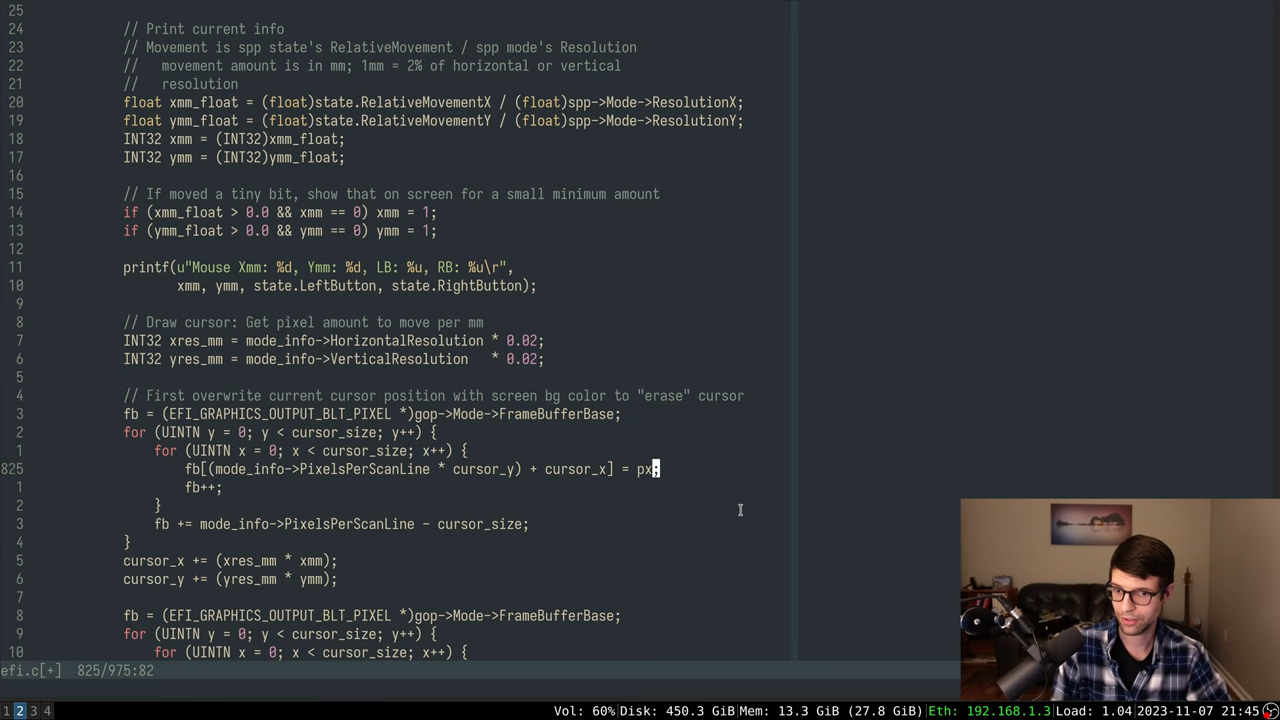 25
24 // Print current info
23 // Movement is spp state's RelativeMovement / spp mode's Resolution
22 //   movement amount is in mm; 1mm = 2% of horizontal or vertical
21 //   resolution
20 float xmm_float = (float)state.RelativeMovementX / (float)spp->Mode->ResolutionX;
19 float ymm_float = (float)state.RelativeMovementY / (float)spp->Mode->ResolutionY;
18 INT32 xmm = (INT32)xmm_float;
17 INT32 ymm = (INT32)ymm_float;
16
15 // If moved a tiny bit, show that on screen for a small minimum amount
14 if (xmm_float > 0.0 && xmm == 0) xmm = 1;
13 if (ymm_float > 0.0 && ymm == 0) ymm = 1;
12
11 printf(u"Mouse Xmm: %d, Ymm: %d, LB: %u, RB: %u\r",
10        xmm, ymm, state.LeftButton, state.RightButton);
9
8 // Draw cursor: Get pixel amount to move per mm
7 INT32 xres_mm = mode_info->HorizontalResolution * 0.02;
6 INT32 yres_mm = mode_info->VerticalResolution   * 0.02;
5
4 // First overwrite current cursor position with screen bg color to "erase" cursor
3 fb = (EFI_GRAPHICS_OUTPUT_BLT_PIXEL *)gop->Mode->FrameBufferBase;
2 for (UINTN y = 0; y < cursor_size; y++) {
1     for (UINTN x = 0; x < cursor_size; x++) {
825         fb[(mode_info->PixelsPerScanLine * cursor_y) + cursor_x] = px;
1         fb++;
2     }
3     fb += mode_info->PixelsPerScanLine - cursor_size;
4 }
5 cursor_x += (xres_mm * xmm);
6 cursor_y += (yres_mm * ymm);
7
8 fb = (EFI_GRAPHICS_OUTPUT_BLT_PIXEL *)gop->Mode->FrameBufferBase;
9 for (UINTN y = 0; y < cursor_size; y++) {
10     for (UINTN x = 0; x < cursor_size; x++) {
efi.c[+] 825/975:82
1 2 3 4 Vol: 60%|Disk: 450.3 GiB|Mem: 13.3 GiB (27.8 GiB)|Eth: 192.168.1.3|Load: 1.04|2023-11-07 21:45